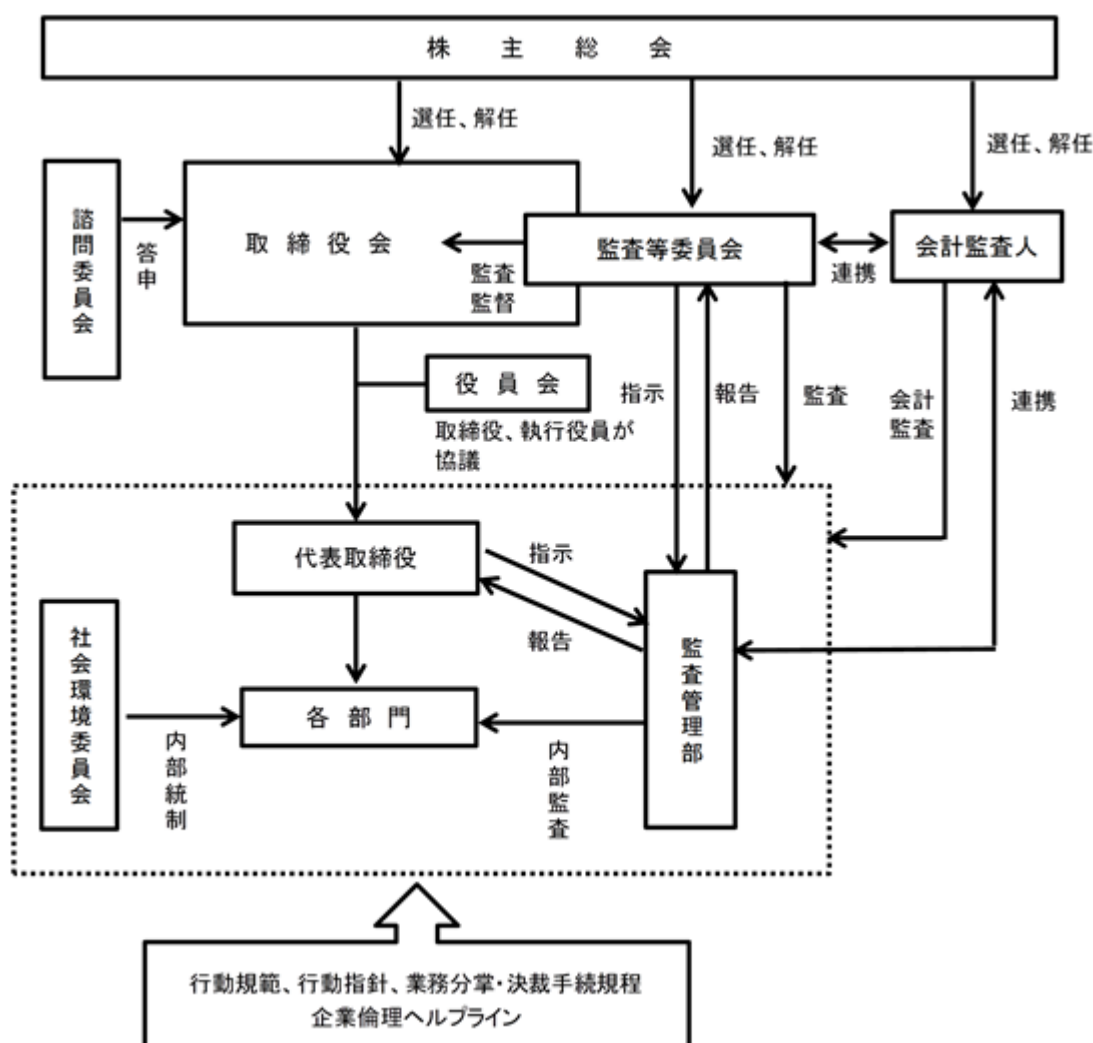 株主総会
選任、解任
選任、解任
選任、解任
諮問委員会
答申
取締役会
監査
監督
監査等委員会
連携
会計監査人
役員会
取締役、執行役員が
協議
指示
報告
監査
会計
監査
連携
代表取締役
指示
報告
監査管理部
社会環境委員会
内部統制
各部門
内部監査
行動規範、行動指針、業務分掌・決裁手続規程
企業倫理ヘルプライン